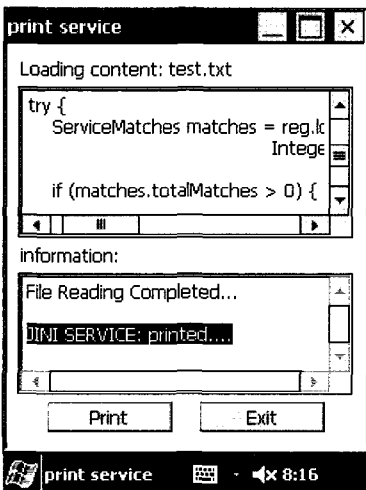 print service
Loading content: test.txt
try {
ServiceMatches matches = reg.lc
Intege
if (matches.totalMatches > 0) {
information:
File Reading Completed...
JINI SERVICE: printed....
Print Exit
print service 8:16